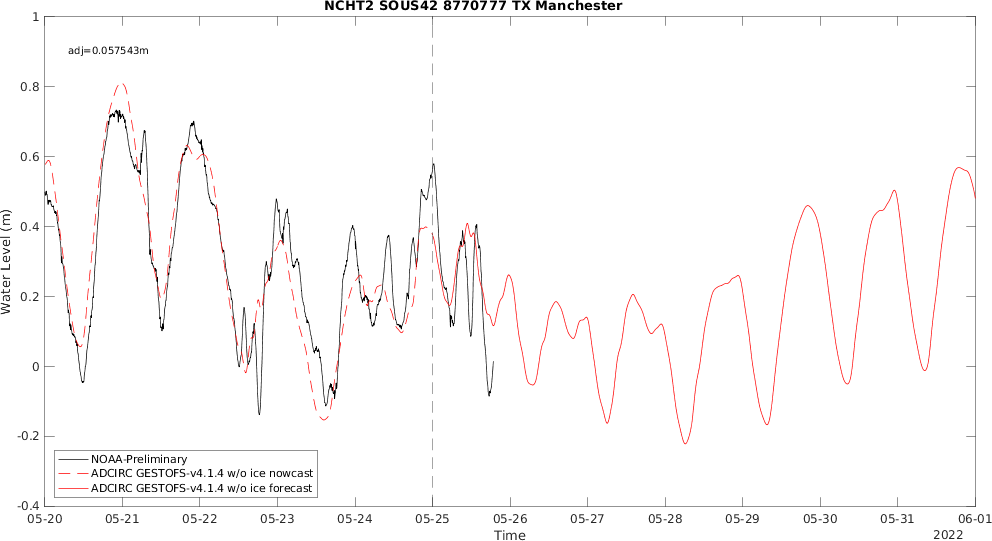 NCHT2 SOUS42 8770777 TX Manchester
adj=0.057543m
1
0.8
0.6
0.4
0.2
0
-0.2
-0.4
Water Level (m)
NOAA-Preliminary
ADCIRC GESTOFS-v4.1.4 w/o ice nowcast
ADCIRC GESTOFS-v4.1.4 w/o ice forecast
05-20 05-21 05-22 05-23 05-24 05-25 05-26 05-27 05-28 05-29 05-30 05-31 06-01
Time
2022